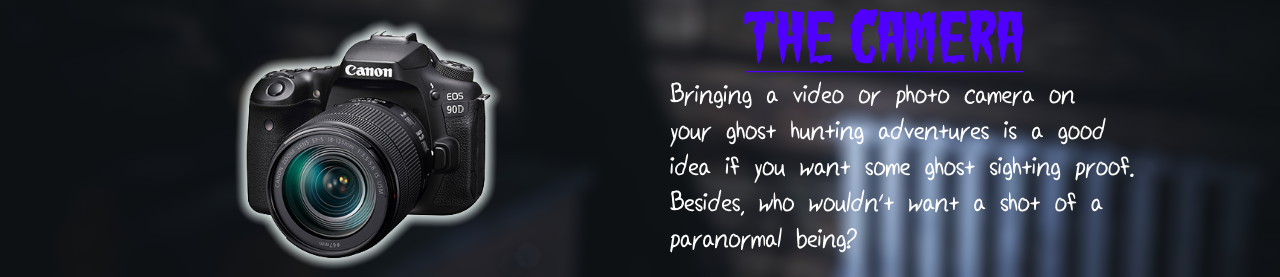 THE CAMERA
Canon
EOS
90D
Bringing a video or photo camera on
your ghost hunting adventures is a good
idea if you want some ghost sighting proof.
Besides, who wouldn't want a shot of a
paranormal being?